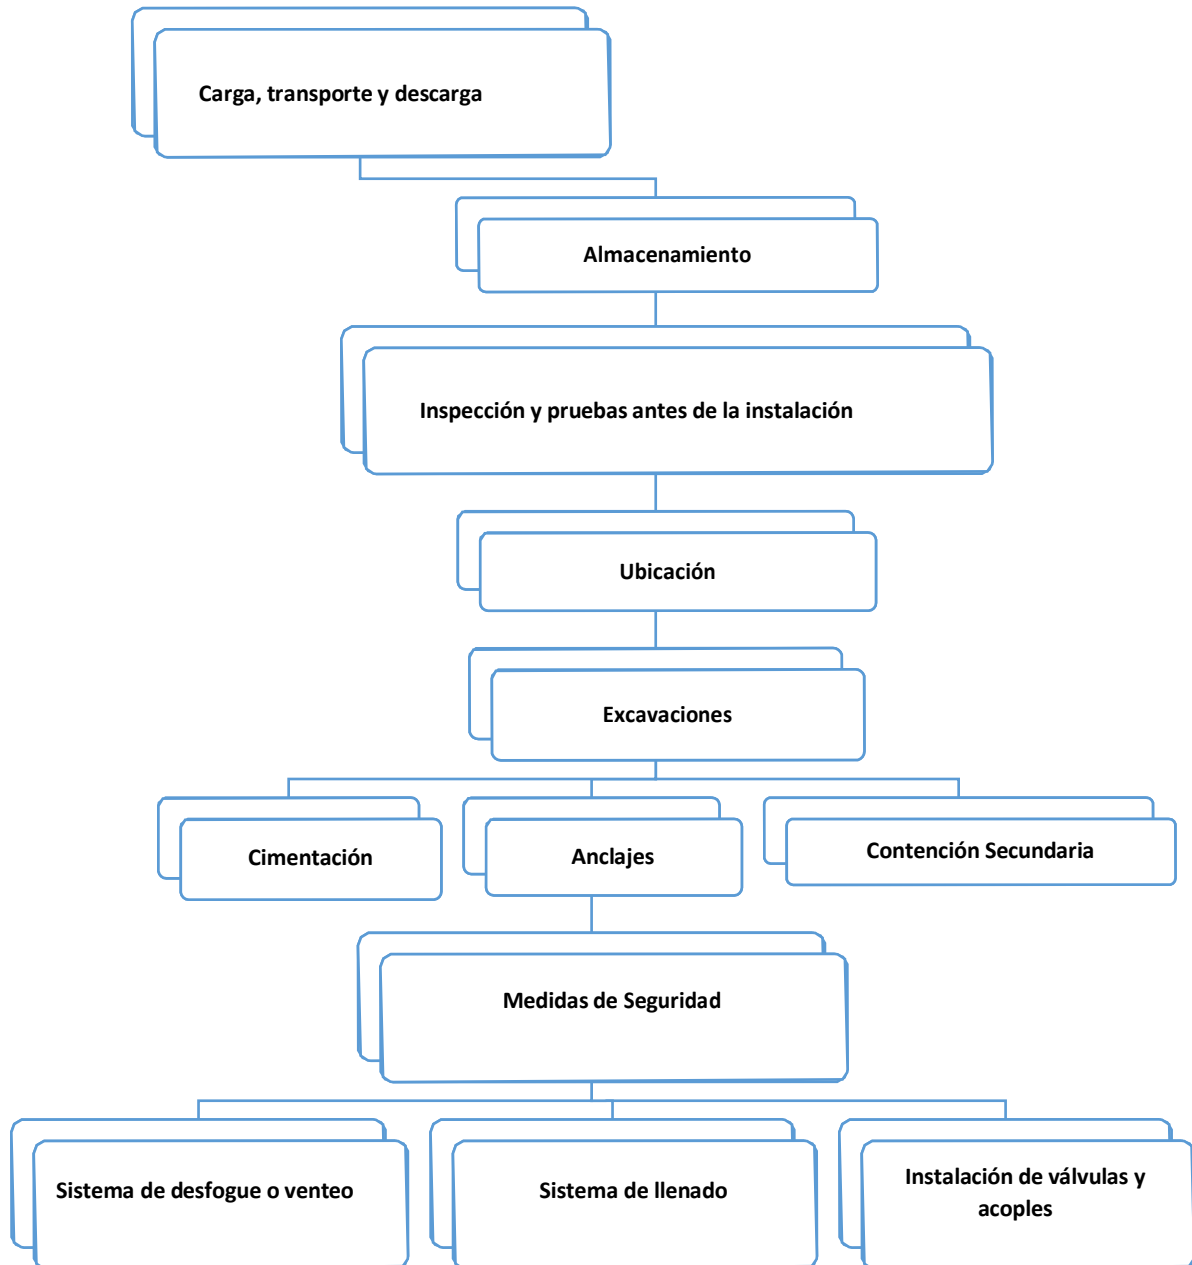 Carga, transporte y descarga
Almacenamiento
Inspección y pruebas antes de la instalación
Ubicación
Excavaciones
Cimentación
Anclajes
Contención Secundaria
Medidas de Seguridad
Sistema de desfogue o venteo
Sistema de llenado
Instalación de válvulas y
acoples